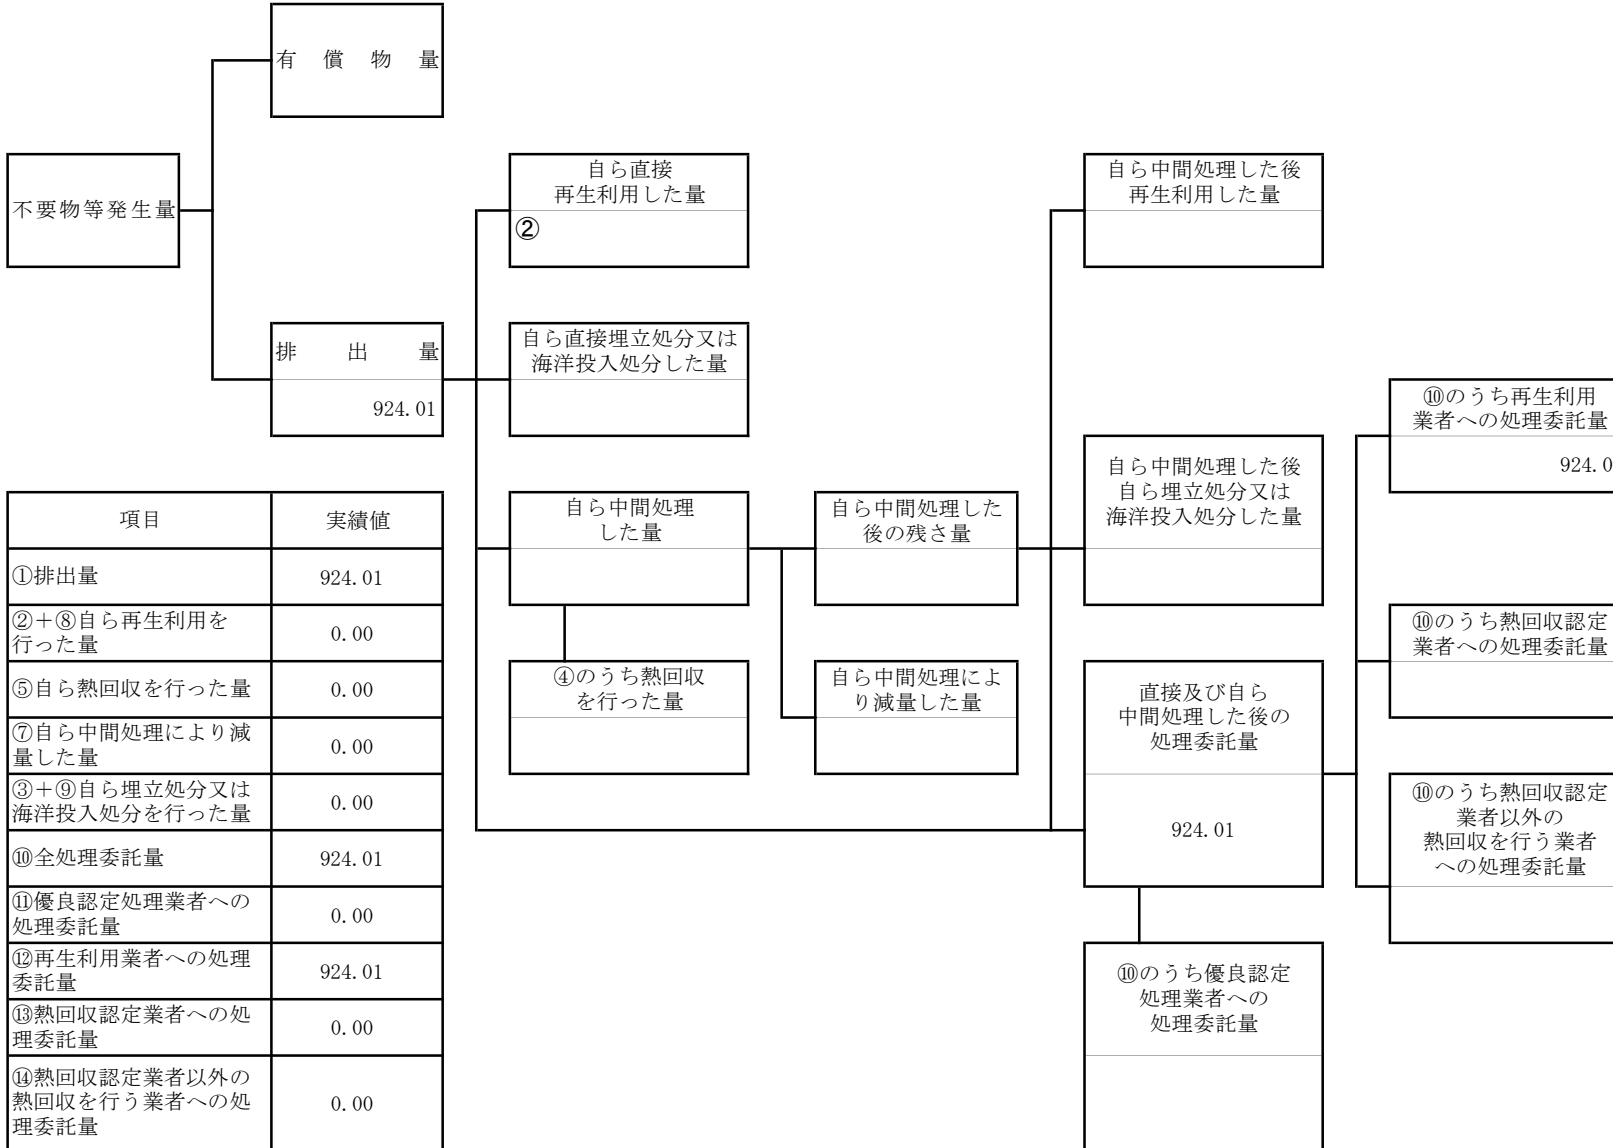 有償物量
不要物等発生量
自ら直接
再生利用した量
②
自ら中間処理した後
再生利用した量
排出量
924.01
自ら直接埋立処分又は
海洋投入処分した量
⑩のうち再生利用
業者への処理委託量
924.0
自ら中間処理
した量
自ら中間処理した
後の残さ量
自ら中間処理した後
自ら埋立処分又は
海洋投入処分した量
④のうち熱回収
を行った量
自ら中間処理によ
り減量した量
直接及び自ら
中間処理した後の
処理委託量
924.01
⑩のうち熱回収認定
業者への処理委託量
⑩のうち熱回収認定
業者以外の
熱回収を行う業者
への処理委託量
⑩のうち優良認定
処理業者への
処理委託量
項目 実績値
①排出量 924.01
②+⑧自ら再生利用を
行った量 0.00
⑤自ら熱回収を行った量 0.00
⑦自ら中間処理により減
量した量 0.00
③+⑨自ら埋立処分又は
海洋投入処分を行った量 0.00
⑩全処理委託量 924.01
⑪優良認定処理業者への
処理委託量 0.00
⑫再生利用業者への処理
委託量 924.01
⑬熱回収認定業者への処
理委託量 0.00
⑭熱回収認定業者以外の
熱回収を行う業者への処
理委託量 0.00